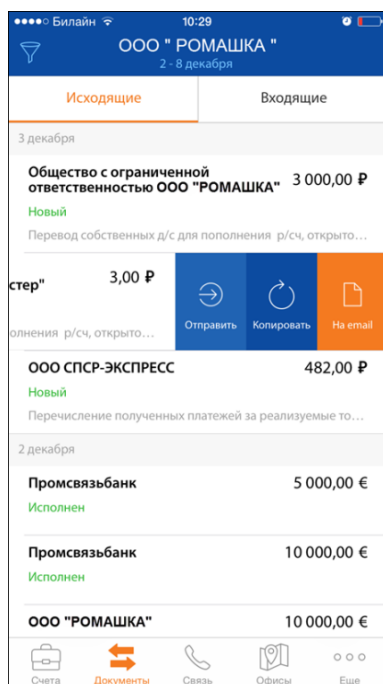 Билайн 10:29
ООО " РОМАШКА "
2 - 8 декабря
Исходящие Входящие
3 декабря
Общество с ограниченной
ответственностью ООО "РОМАШКА" 3 000,00 ₽
Новый
Перевод собственных д/с для пополнения р/сч, открыто...
стер" 3,00 ₽
олнения р/сч, открыто...
Отправить Копировать На email
ООО СПСР-ЭКСПРЕСС 482,00 ₽
Новый
Перечисление полученных платежей за реализуемые то...
2 декабря
Промсвязьбанк 5 000,00 €
Исполнен
Промсвязьбанк 10 000,00 €
Исполнен
ООО "РОМАШКА" 10 000,00 €
Счета Документы Связь Офисы Еще